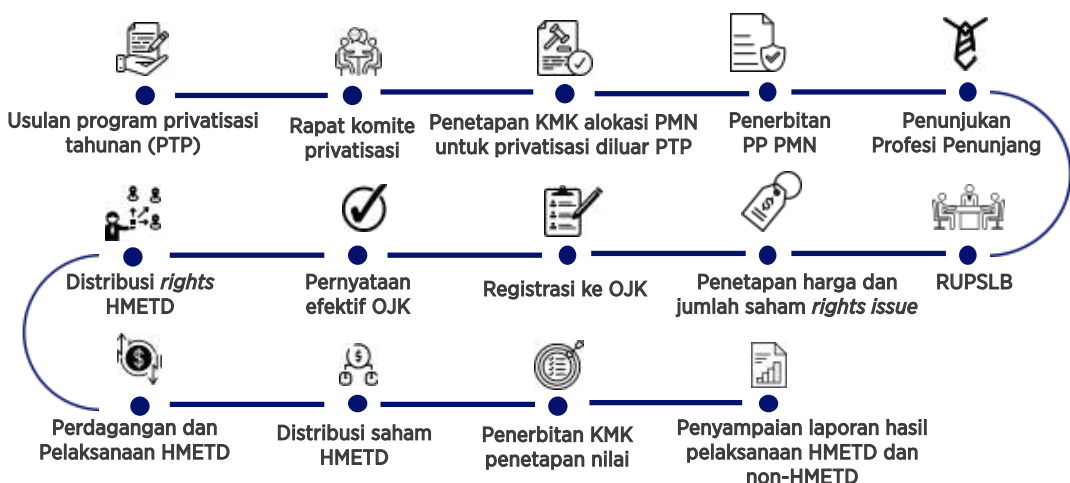 Usulan program privatisasi
tahunan (PTP)
Rapat komite
privatisasi
Penetapan KMK alokasi PMN
untuk privatisasi diluar PTP
Penerbitan
PP PMN
Penunjukan
Profesi Penunjang
RUPSLB
Penetapan harga dan
jumlah saham rights issue
Registrasi ke OJK
Pernyataan
efektif OJK
Distribusi rights
HMETD
Perdagangan dan
Pelaksanaan HMETD
Distribusi saham
HMETD
Penerbitan KMK
penetapan nilai
Penyampaian laporan hasil
pelaksanaan HMETD dan
non-HMETD